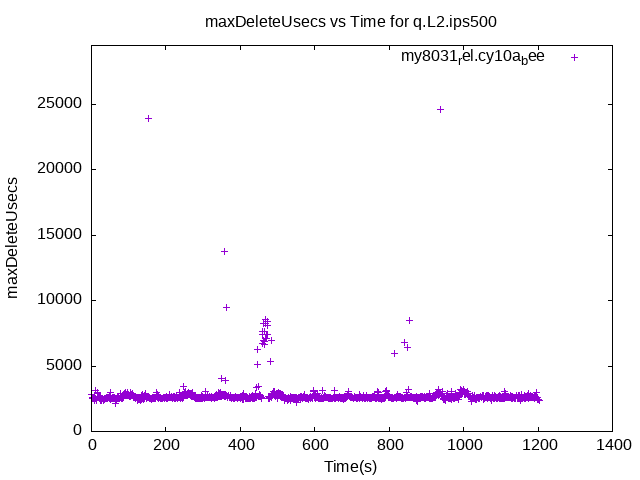 maxDeleteUsecs vs Time for q.L2.ips500
my8031rel.cy10abee
25000
20000
15000
10000
5000
0
maxDeleteUsecs
0 200 400 600 800 1000 1200 1400
Time(s)